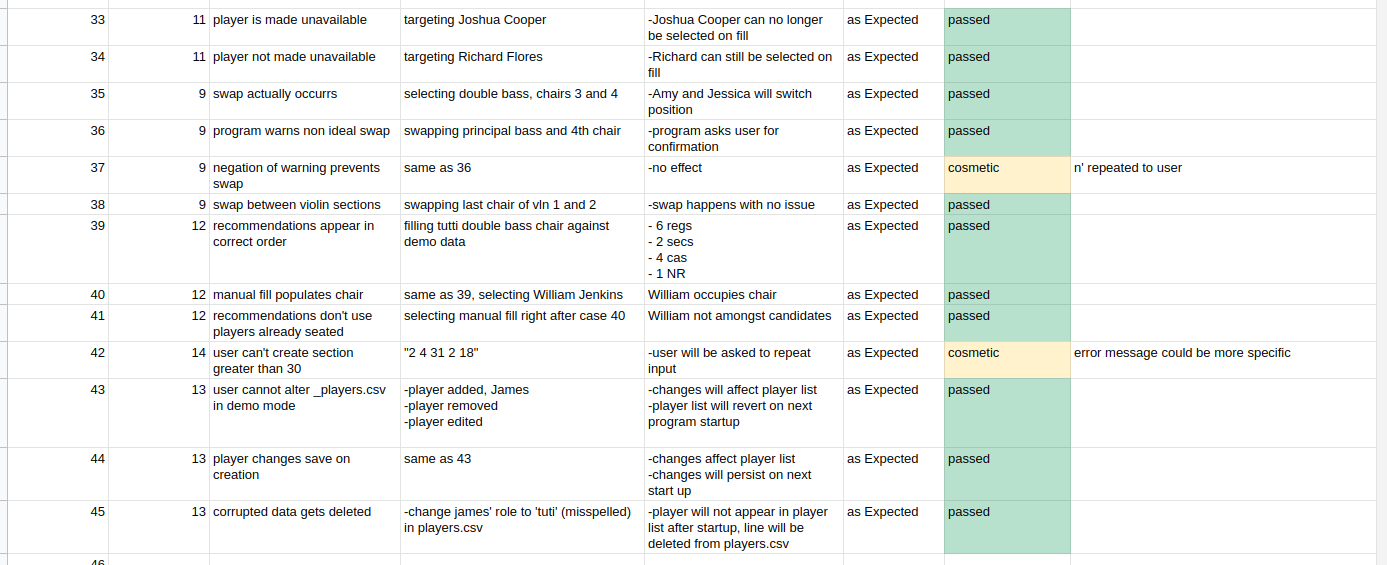 33 11 player is made unavailable targeting Joshua Cooper -Joshua Cooper can no longer as Expected passed
be selected on fill
34 11 player not made unavailable targeting Richard Flores -Richard can still be selected on as Expected passed
fill
35 9 swap actually occurrs selecting double bass, chairs 3 and 4 -Amy and Jessica will switch as Expected passed
position
36 9 program warns non ideal swap swapping principal bass and 4th chair -program asks user for as Expected passed
confirmation
37 9 negation of warning prevents same as 36 -no effect as Expected cosmetic n' repeated to user
swap
38 9 swap between violin sections swapping last chair of vln 1 and 2 -swap happens with no issue as Expected passed
39 12 recommendations appear in filling tutti double bass chair against - 6 regs as Expected passed
correct order demo data - 2 secs
- 4 cas
- 1 NR
40 12 manual fill populates chair same as 39, selecting William Jenkins William occupies chair as Expected passed
41 12 recommendations don't use selecting manual fill right after case 40 William not amongst candidates as Expected passed
players already seated
42 14 user can't create section "2 4 31 2 18" -user will be asked to repeat as Expected cosmetic error message could be more specific
greater than 30 input
43 13 user cannot alter _players.csv -player added, James -changes will affect player list as Expected passed
in demo mode -player removed -player list will revert on next
-player edited program startup
44 13 player changes save on same as 43 -changes affect player list as Expected passed
creation -changes will persist on next
start up
45 13 corrupted data gets deleted -change james' role to 'tuti' (misspelled) -player will not appear in player as Expected passed
in players.csv list after startup, line will be
deleted from players.csv
46